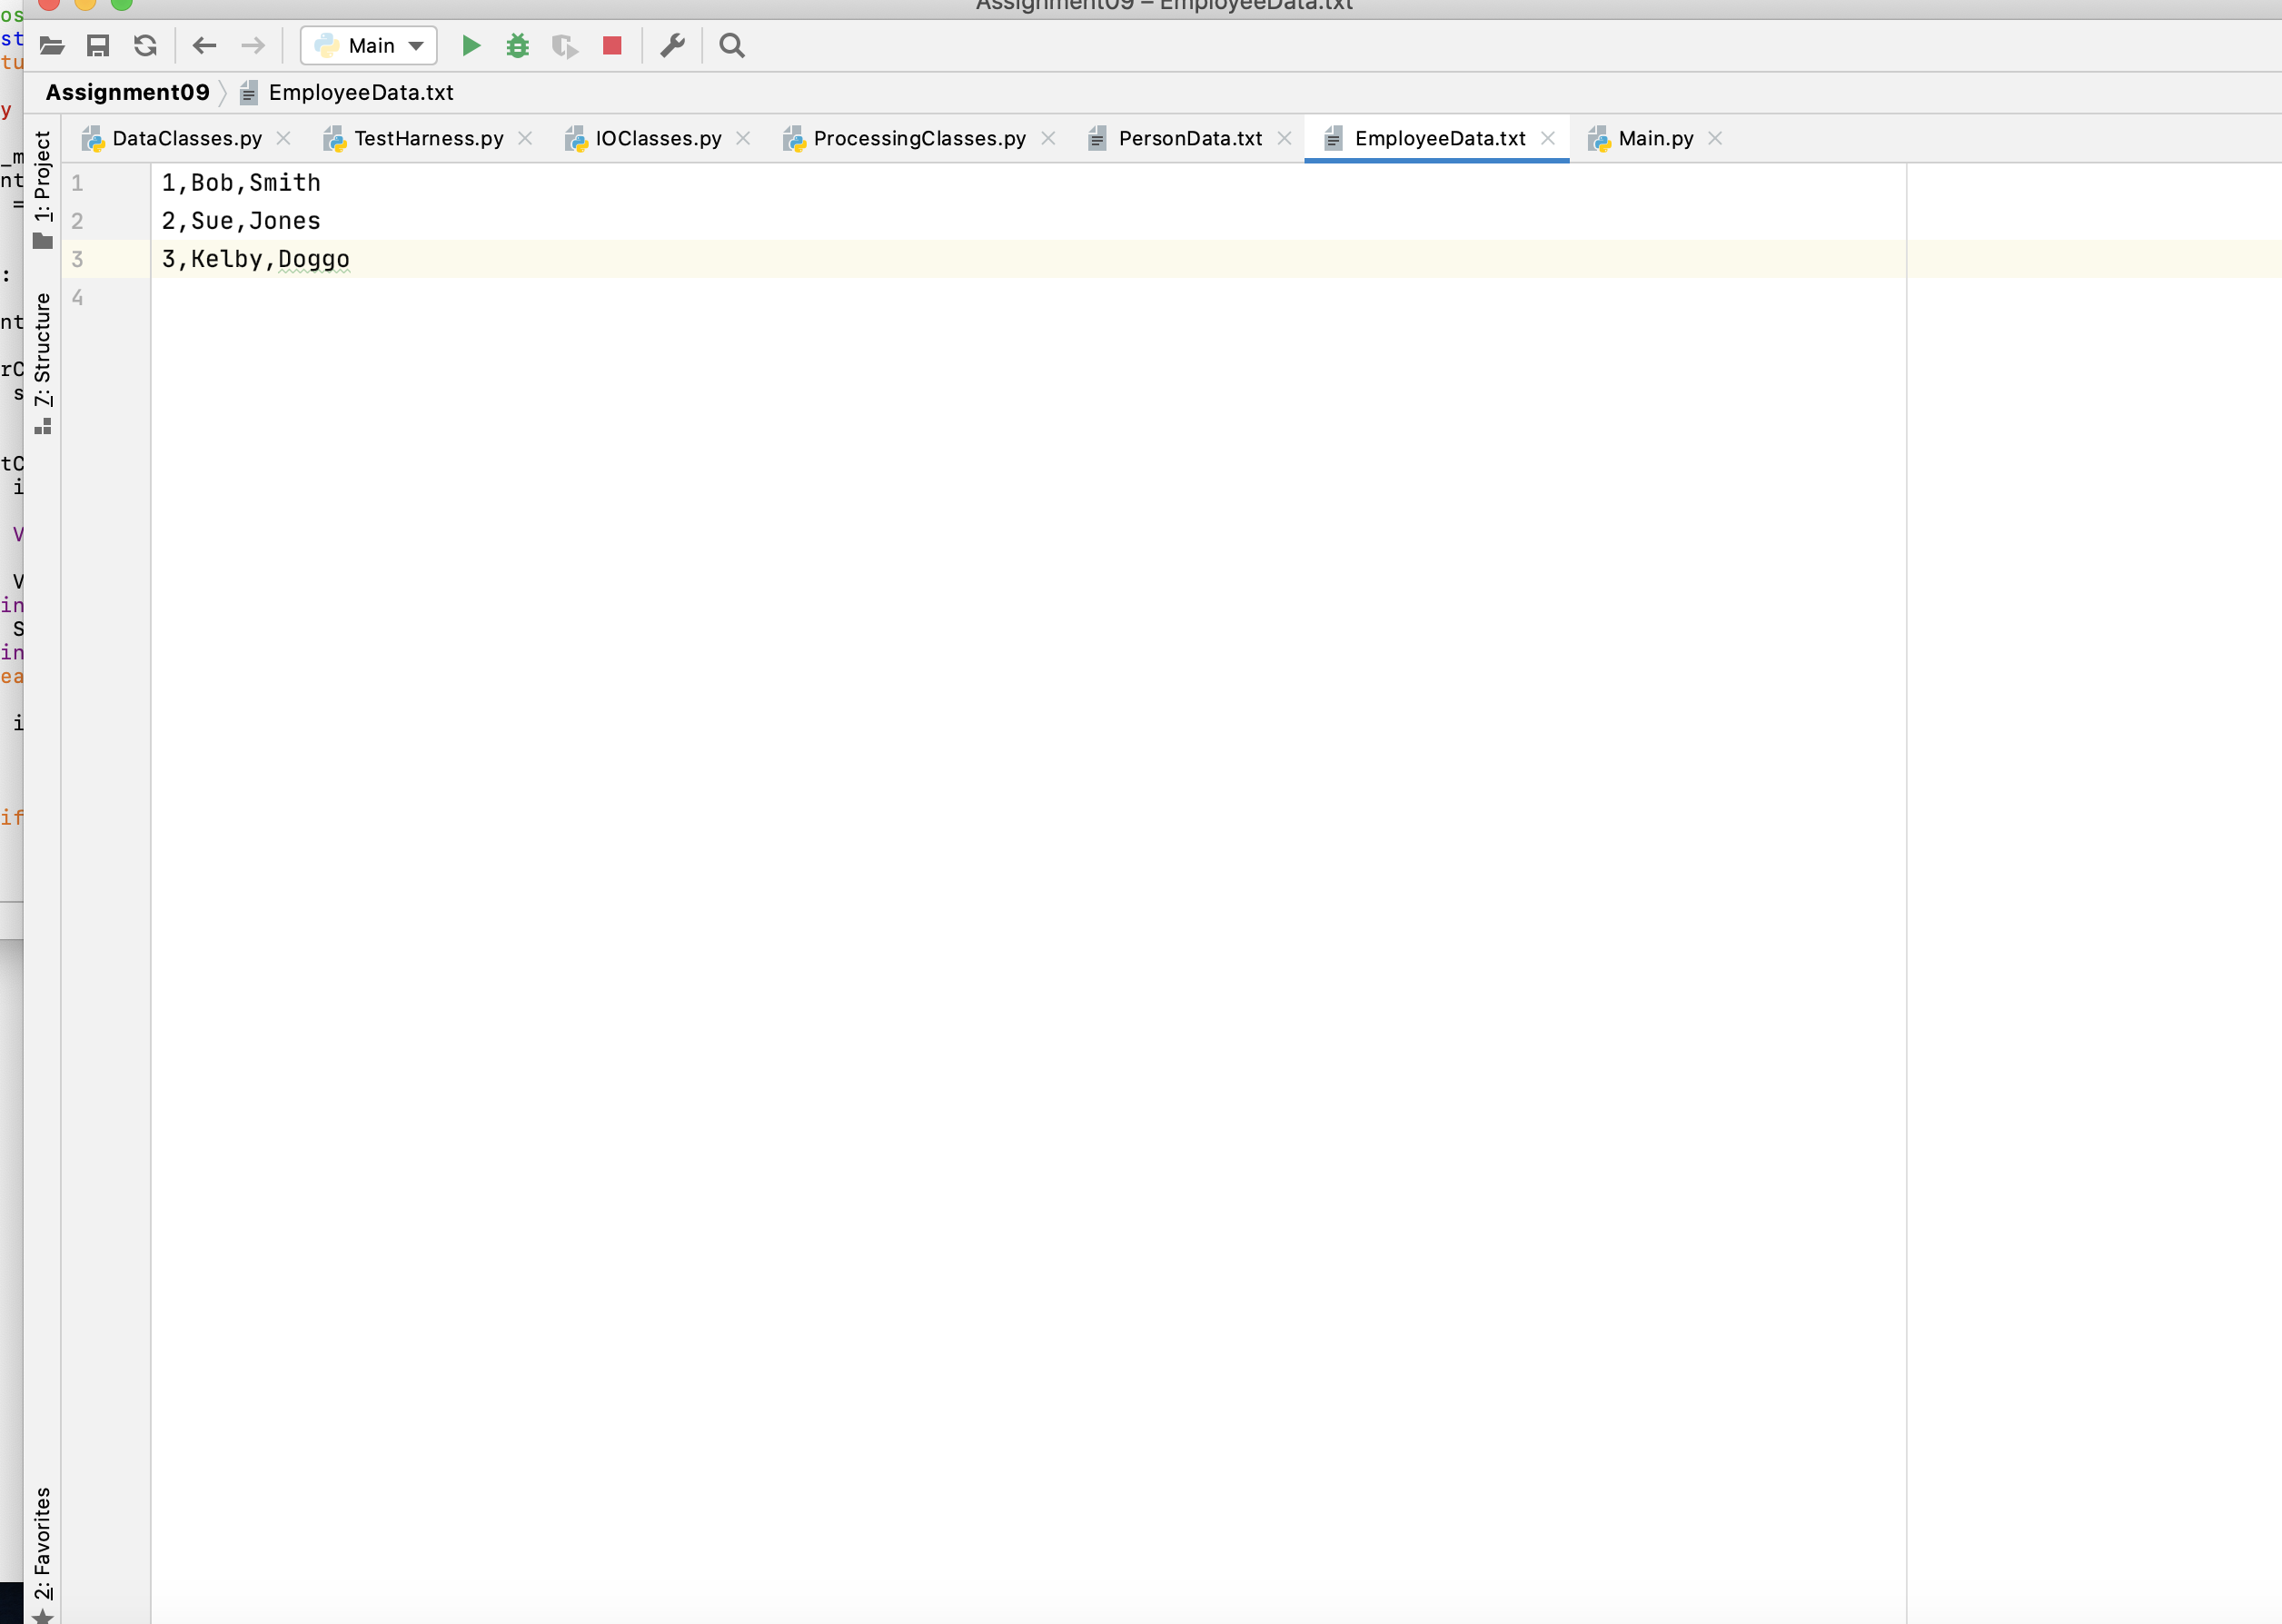 Assignment09 – EmployeeData.txt
Main
Assignment09 EmployeeData.txt
DataClasses.py TestHarness.py IOClasses.py ProcessingClasses.py PersonData.txt EmployeeData.txt Main.py
1: Project
7: Structure
2: Favorites
1 1,Bob,Smith
2 2,Sue,Jones
3 3,Kelby,Doggo
4